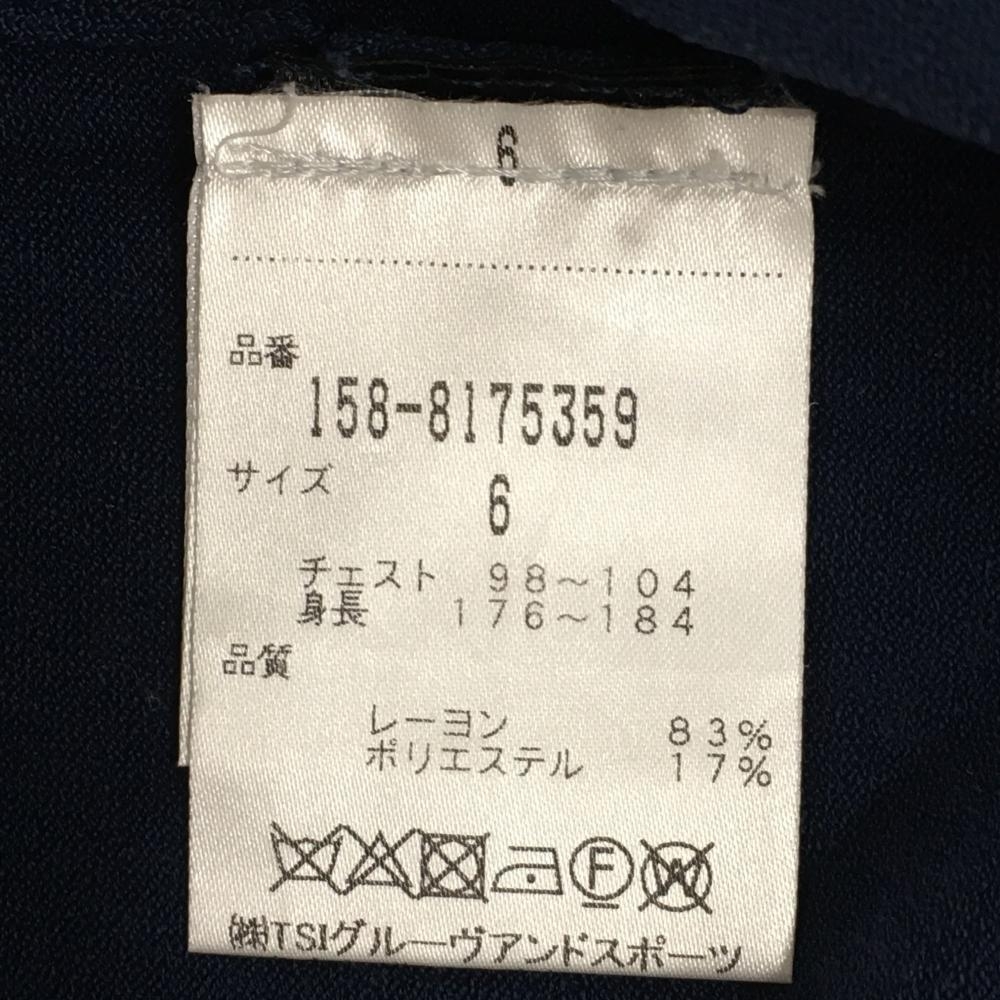 6
品番
158-8175359
サイズ
6
チェスト 98～104
身長 176～184
品質
レーヨン 83%
ポリエステル 17%
F W
㈱TSIグルーヴアンドスポーツ